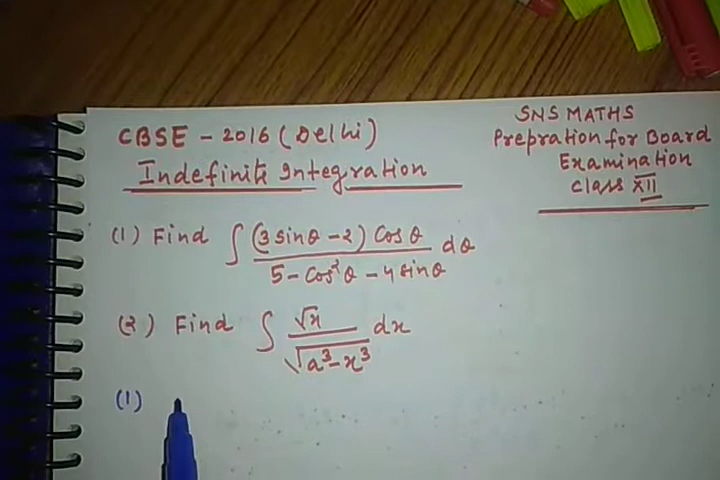 CBSE - 2016 (Delhi)
Indefinite Integration
SNS MATHS
Prepration for Board
Examination
Class XII
(1) Find ∫ (3 sinθ - 2) Cosθ / 5 - Cos²θ - 4 sinθ dθ
(2) Find ∫ √x / √a³-x³ dx
(1)